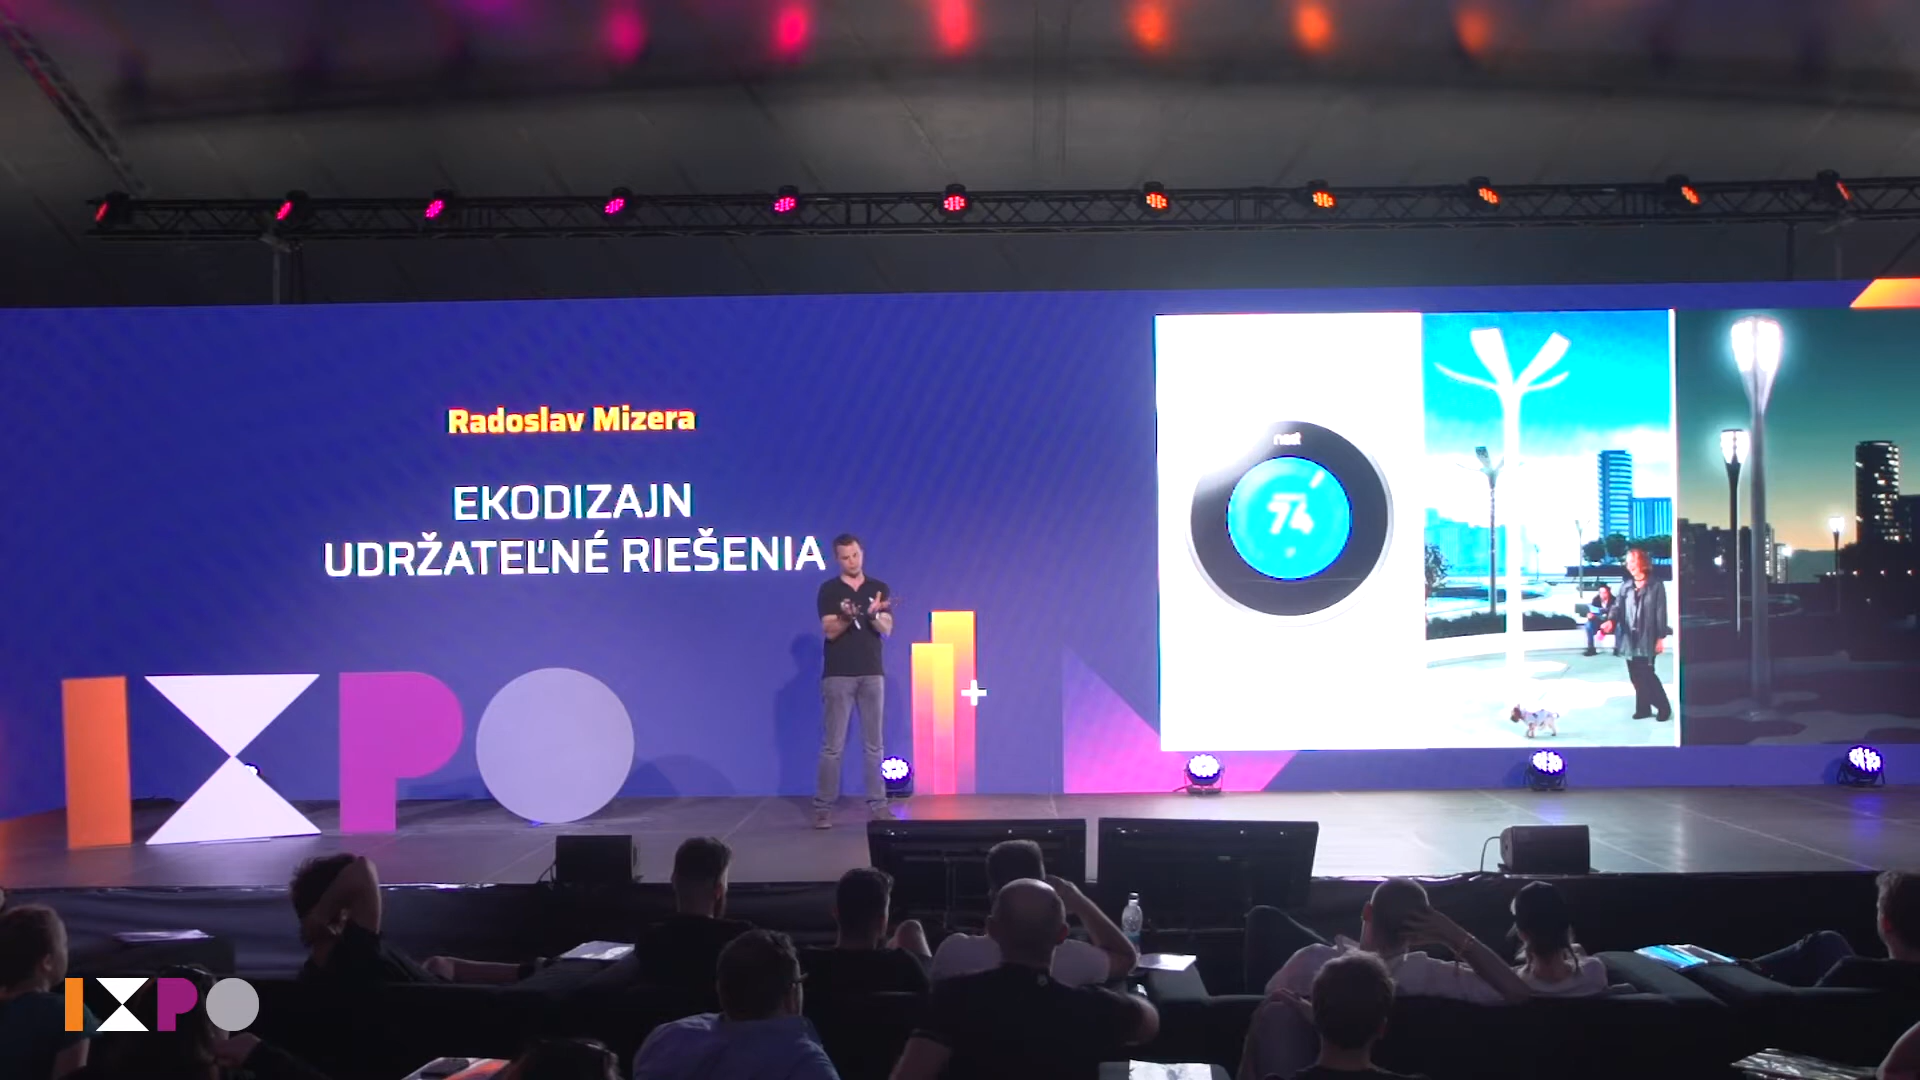 Radoslav Mizera
EKODIZAJN
UDRŽATEĽNÉ RIEŠENIA
nest
74
IXPO
IXPO